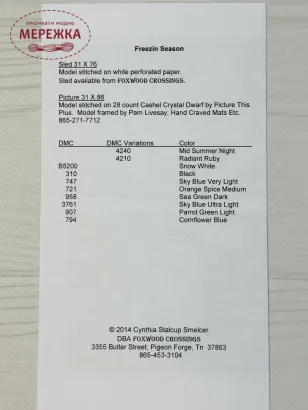 вишивати модно
МЕРЕЖКА
Freezin Season
Sled 31 X 76
Model stitched on white perforated paper.
Sled available from FOXWOOD CROSSINGS.
Picture 31 X 86
Model stitched on 28 count Cashel Crystal Dwarf by Picture This
Plus. Model framed by Pam Livesay, Hand Craved Mats Etc.
865-271-7712
DMC DMC Variations Color
4240 Mid Summer Night
4210 Radiant Ruby
B5200 Snow White
310 Black
747 Sky Blue Very Light
721 Orange Spice Medium
958 Sea Green Dark
3761 Sky Blue Ultra Light
907 Parrot Green Light
794 Cornflower Blue
© 2014 Cynthia Stalcup Smelcer
DBA FOXWOOD CROSSINGS
3355 Butler Street; Pigeon Forge, Tn 37863
865-453-3104